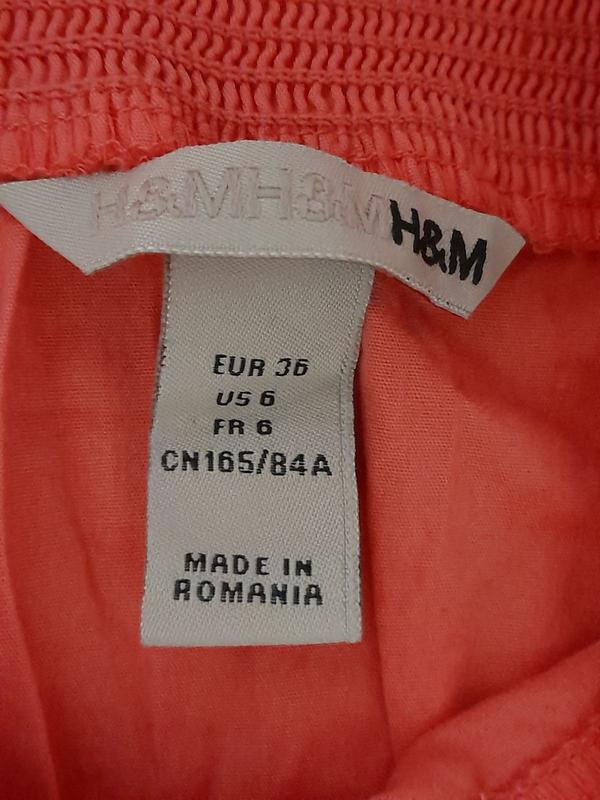 H&MH&MH&M
EUR 36
US 6
FR 6
CN165/84A
MADE IN
ROMANIA